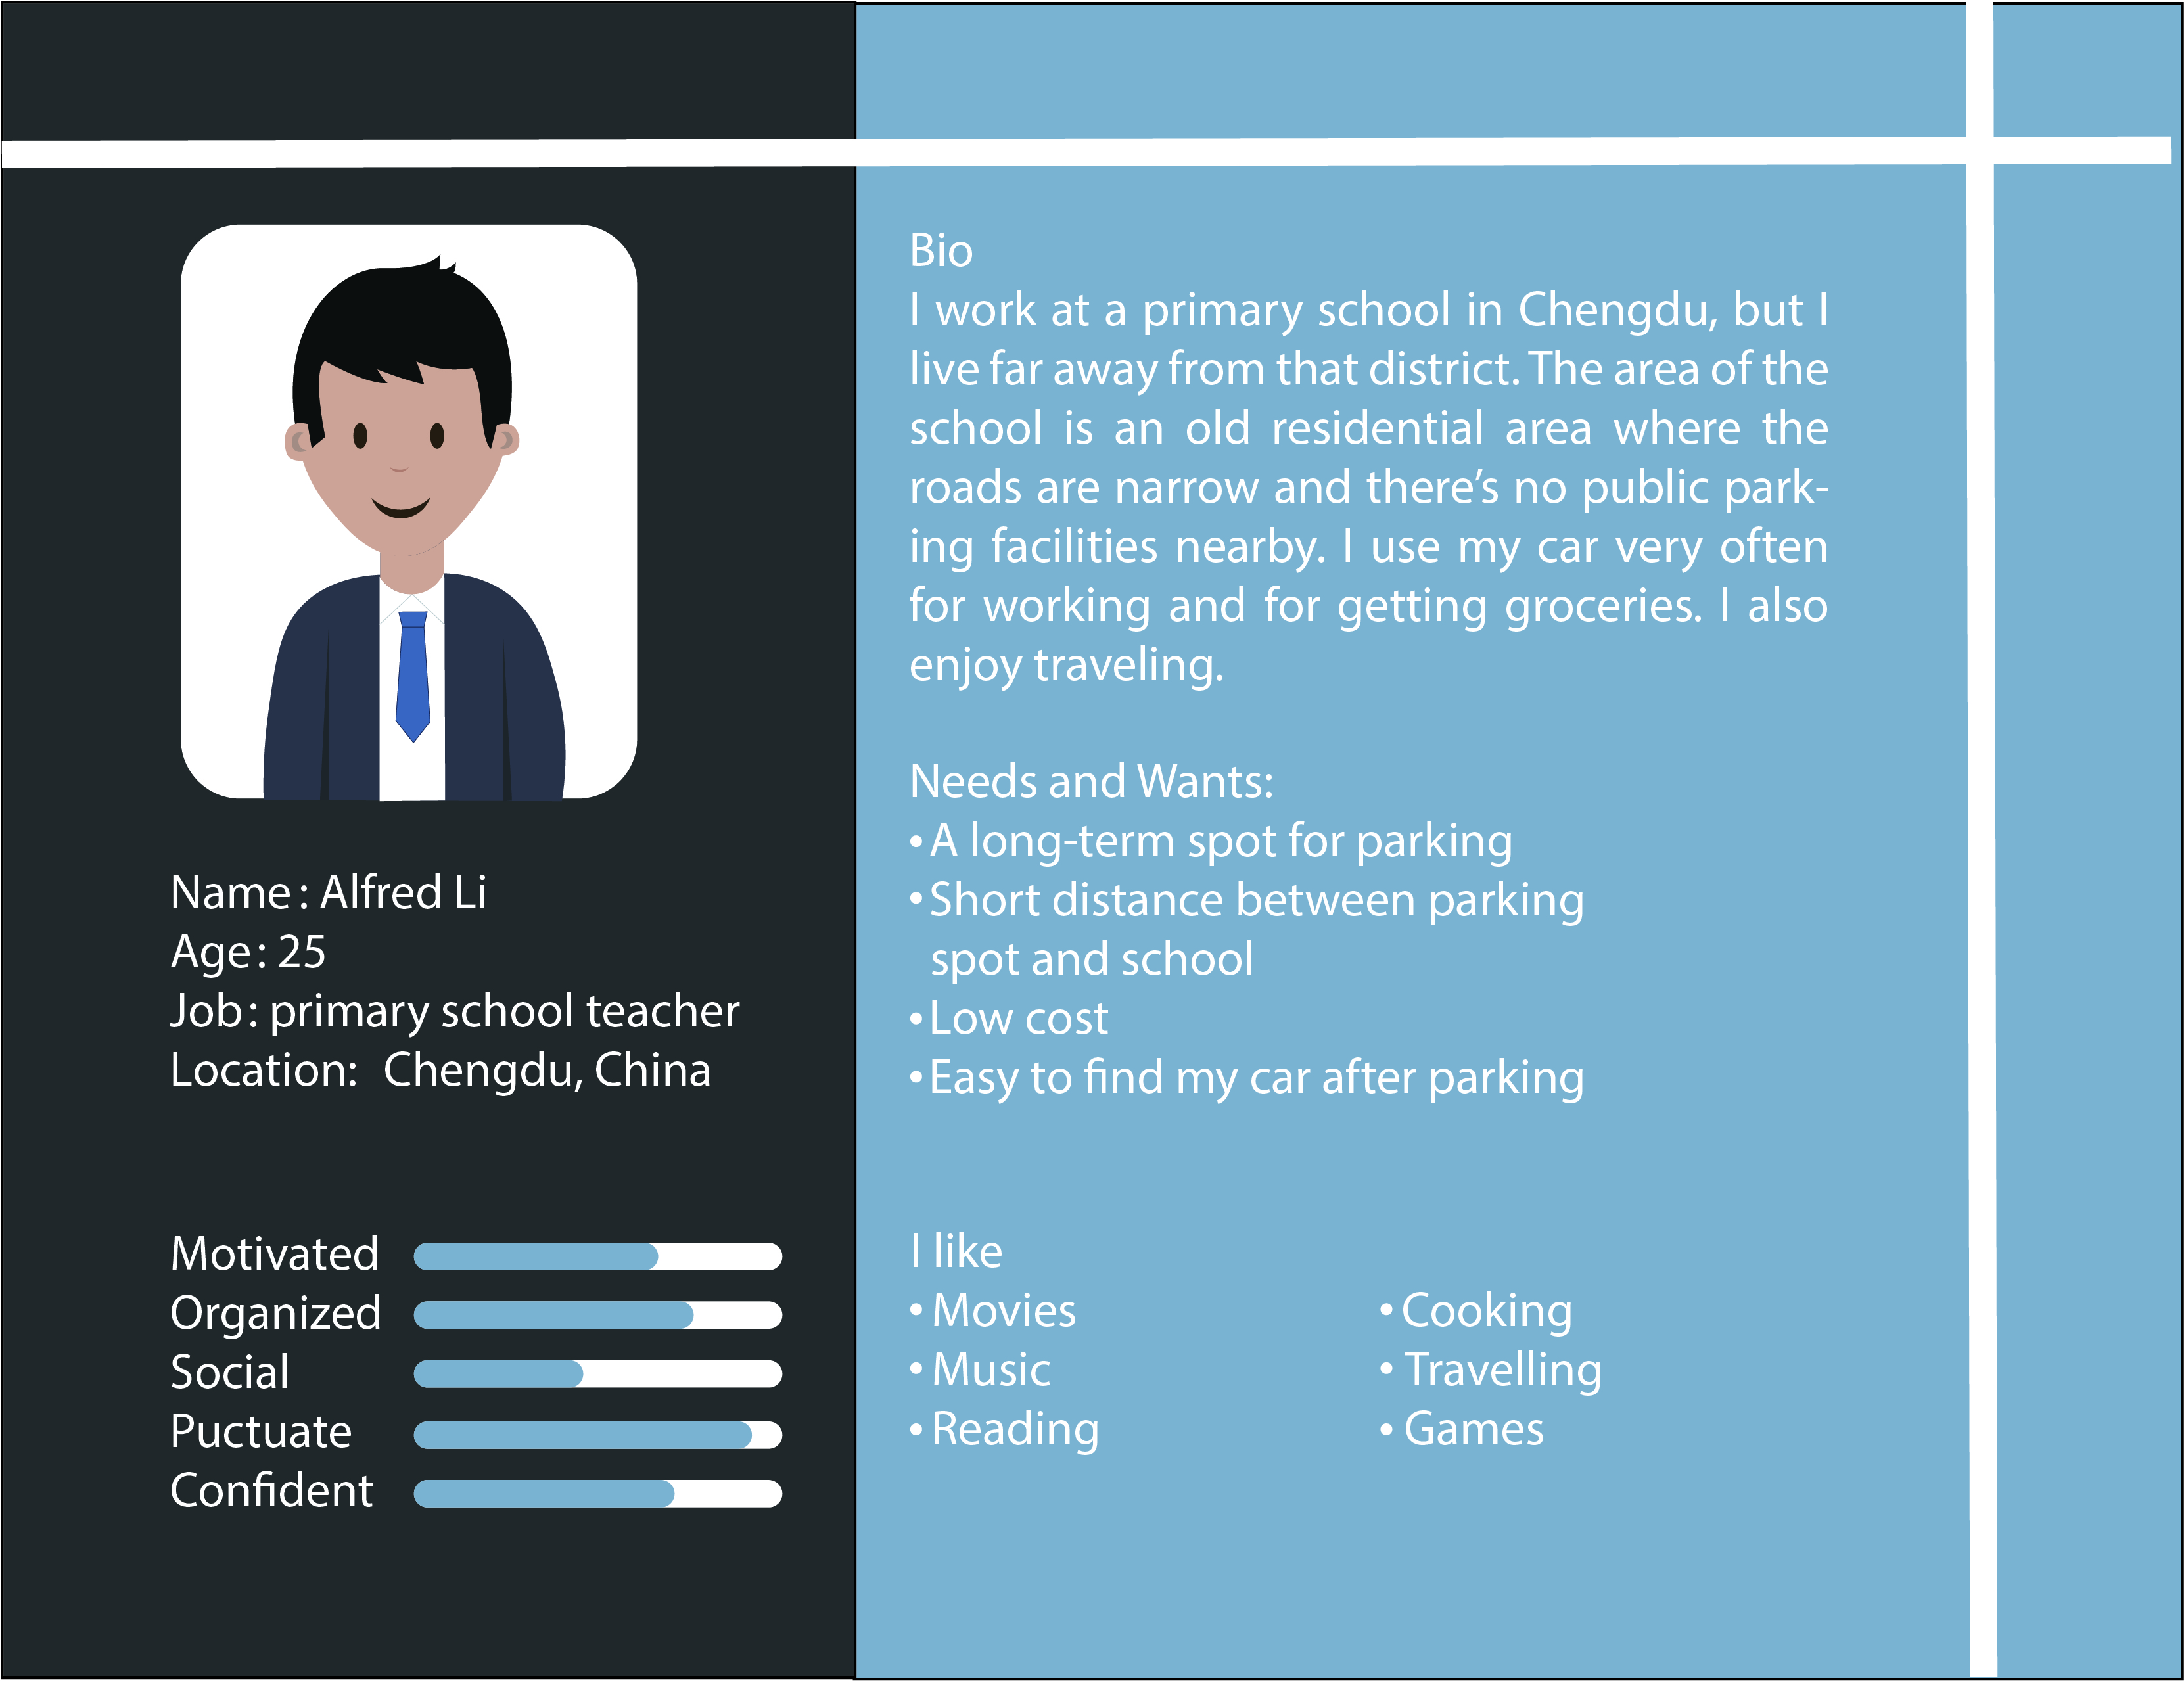 Name : Alfred Li
Age : 25
Job : primary school teacher
Location: Chengdu, China
Motivated
Organized
Social
Puctuate
Confident
Bio
I work at a primary school in Chengdu, but I
live far away from that district. The area of the
school is an old residential area where the
roads are narrow and there’s no public park-
ing facilities nearby. I use my car very often
for working and for getting groceries. I also
enjoy traveling.
Needs and Wants:
• A long-term spot for parking
• Short distance between parking
spot and school
• Low cost
• Easy to find my car after parking
I like
• Movies
• Music
• Reading
• Cooking
• Travelling
• Games